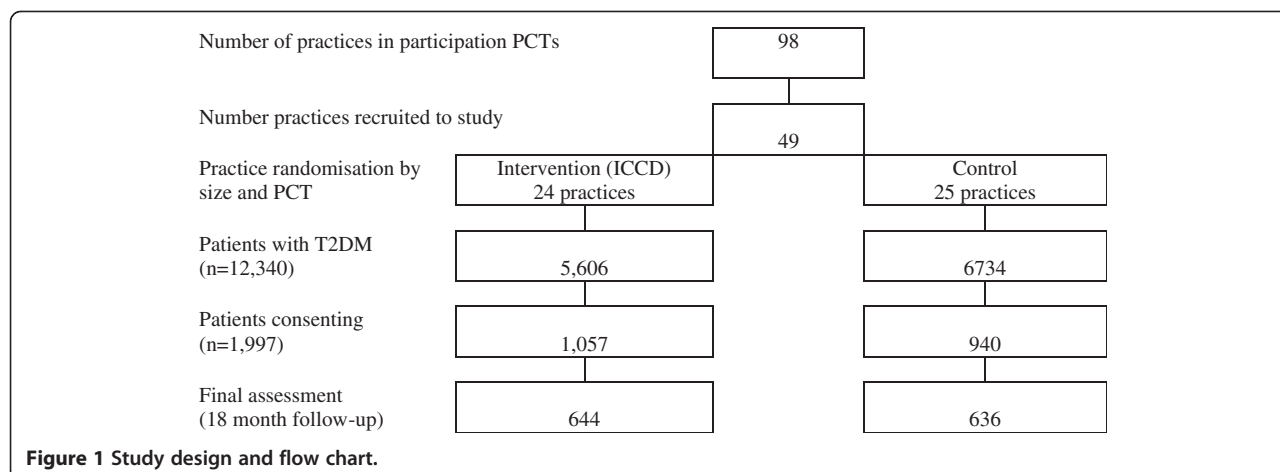 Number of practices in participation PCTs
98
Number practices recruited to study
49
Practice randomisation by
size and PCT
Intervention (ICCD)
24 practices
Control
25 practices
Patients with T2DM
(n=12,340)
5,606
6734
Patients consenting
(n=1,997)
1,057
940
Final assessment
(18 month follow-up)
644
636
Figure 1 Study design and flow chart.